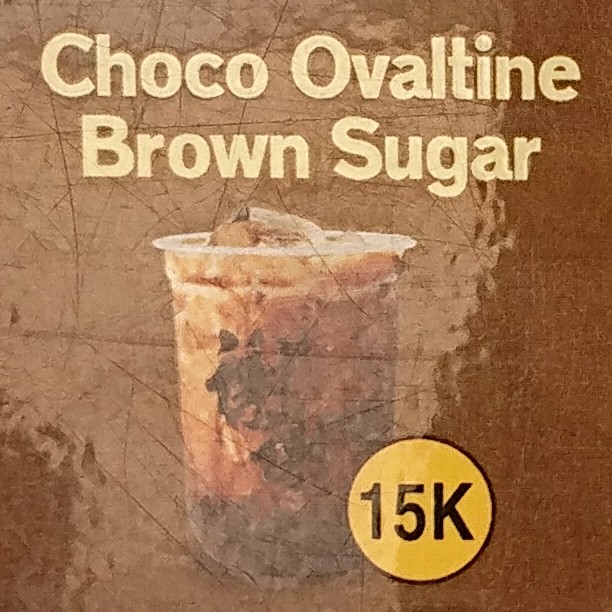 Choco Ovaltine
Brown Sugar
15K